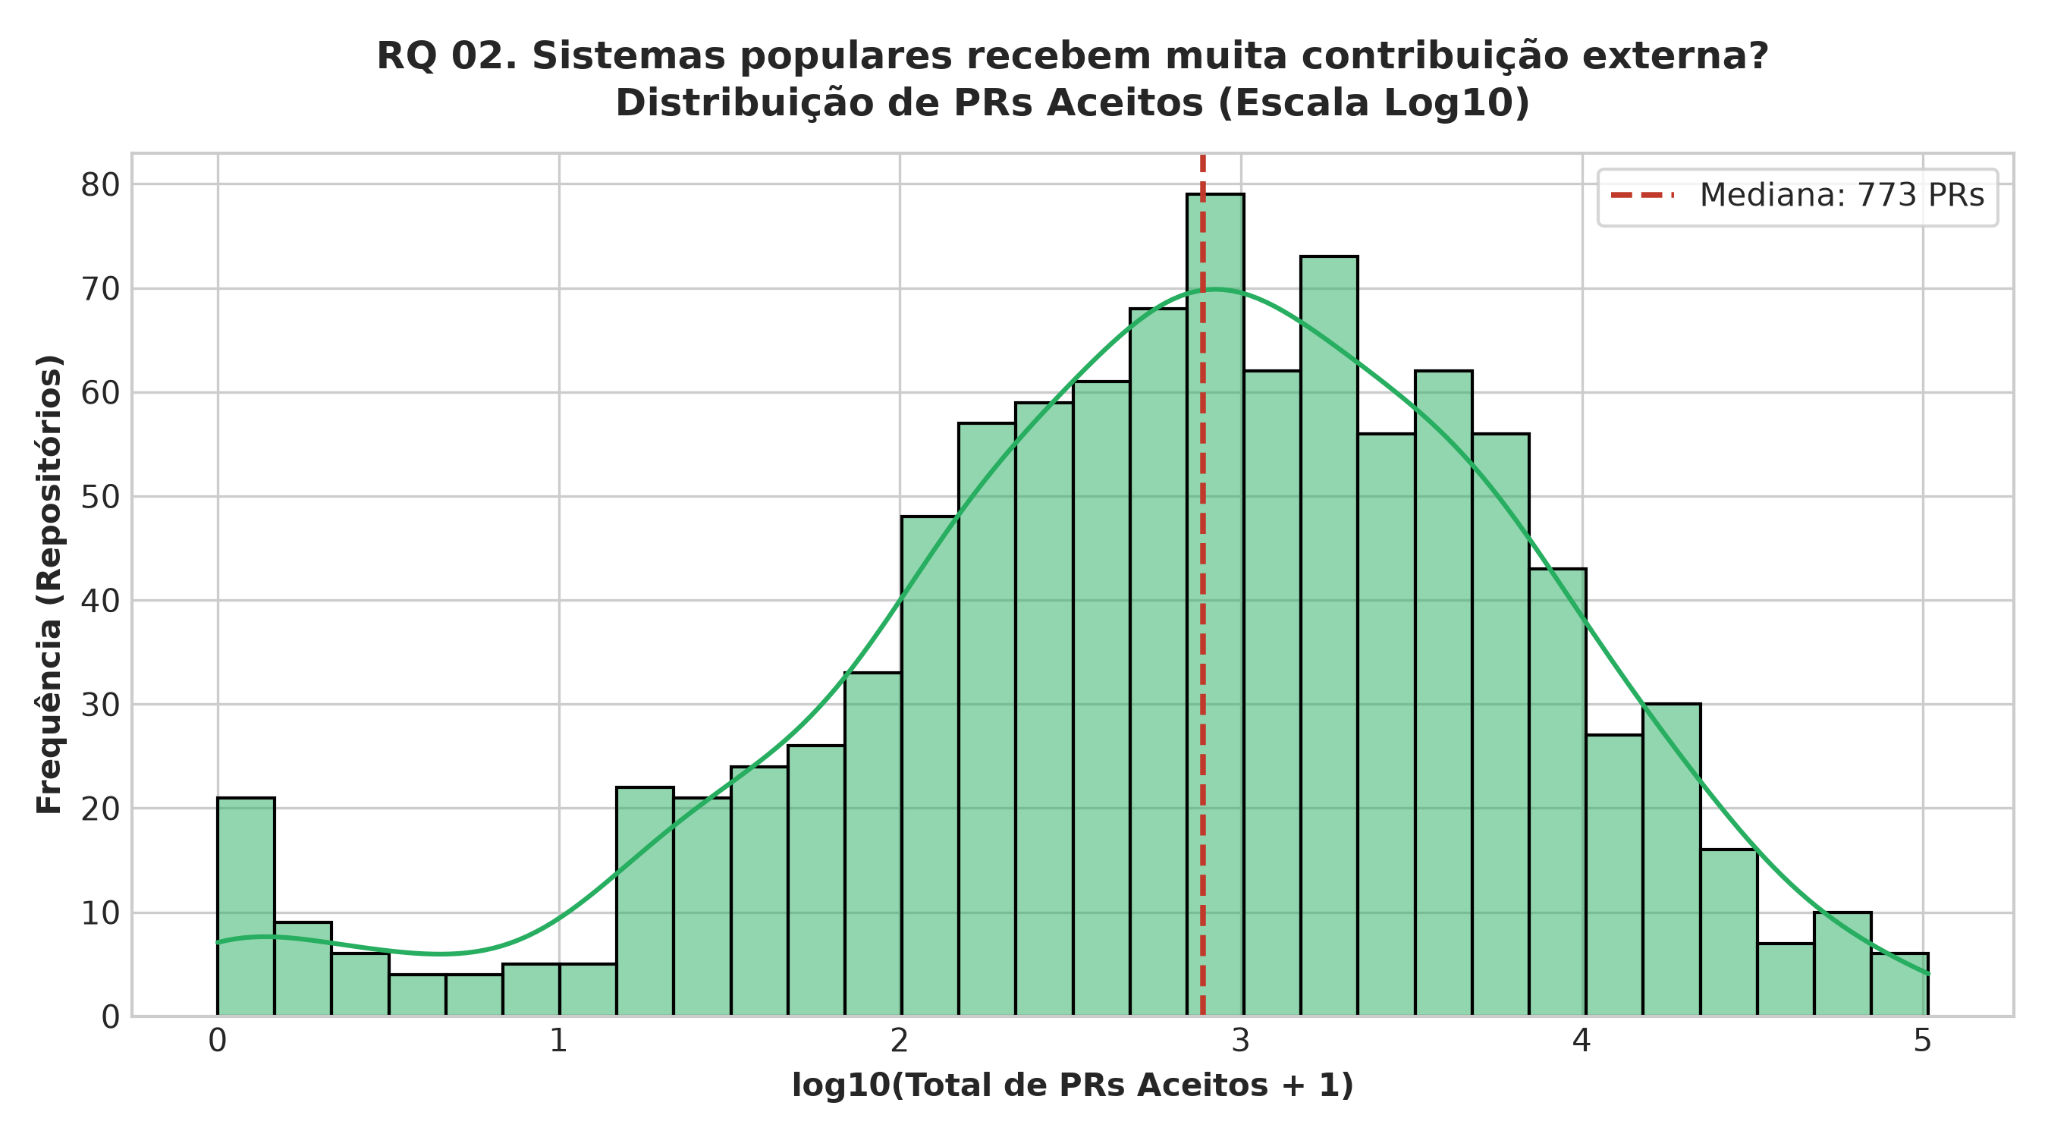 RQ 02. Sistemas populares recebem muita contribuição externa?
Distribuição de PRs Aceitos (Escala Log10)
Mediana: 773 PRs
Frequência (Repositórios)
80
70
60
50
40
30
20
10
0
0 1 2 3 4 5
log10(Total de PRs Aceitos + 1)